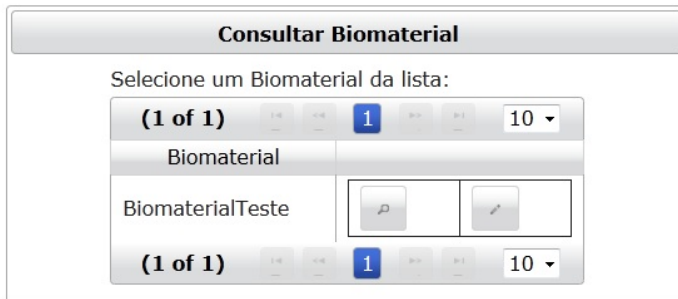 Consultar Biomaterial
Selecione um Biomaterial da lista:
(1 of 1) 1 10
Biomaterial
BiomaterialTeste
(1 of 1) 1 10